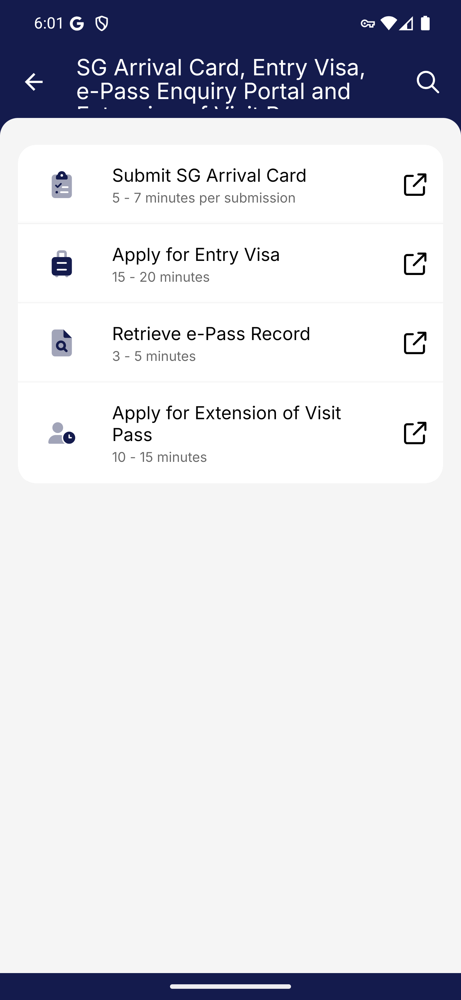 6:01
SG Arrival Card, Entry Visa,
e-Pass Enquiry Portal and
Submit SG Arrival Card
5 - 7 minutes per submission
Apply for Entry Visa
15 - 20 minutes
Retrieve e-Pass Record
3 - 5 minutes
Apply for Extension of Visit
Pass
10 - 15 minutes